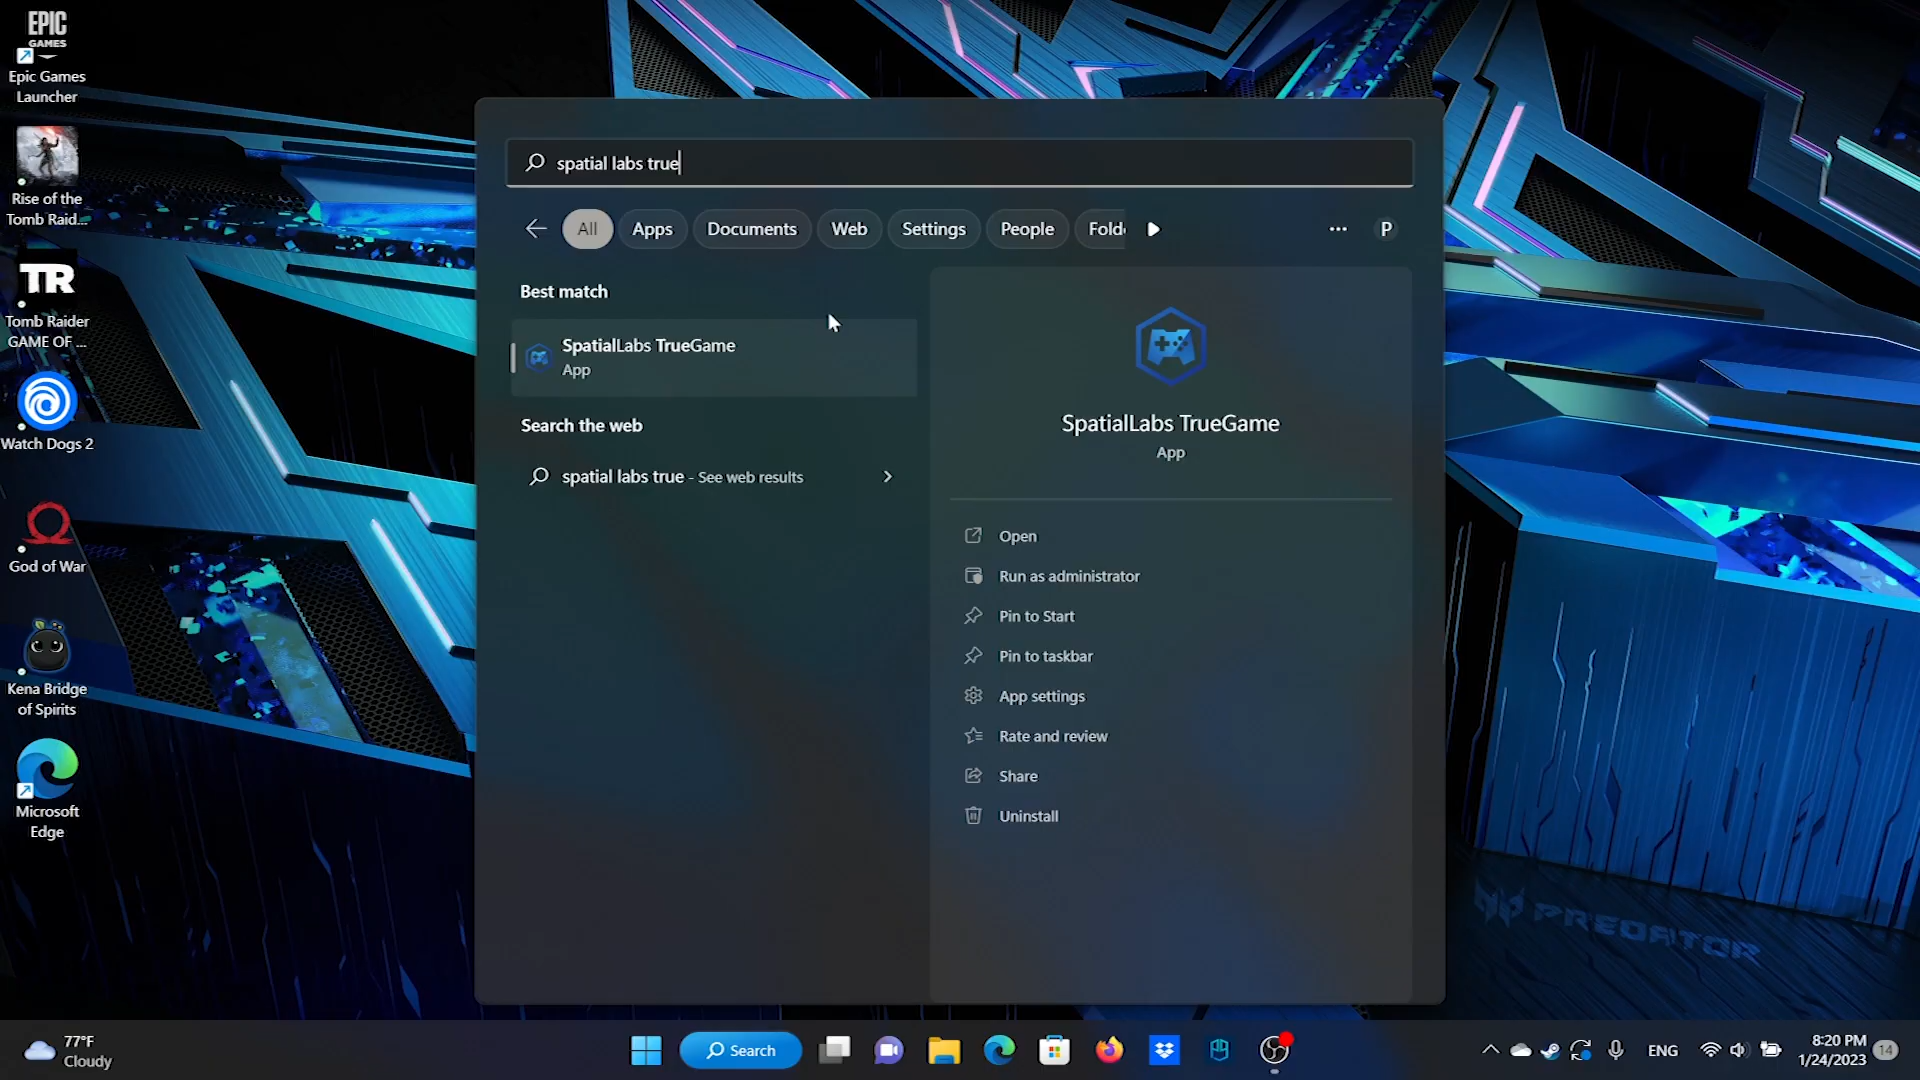 EPIC
GAMES
Epic Games
Launcher
Rise of the
Tomb Raid...
TR
Tomb Raider
GAME OF ...
Watch Dogs 2
God of War
Kena Bridge
of Spirits
Microsoft
Edge
spatial labs true
All
Apps
Documents
Web
Settings
People
Fold
P
Best match
SpatialLabs TrueGame
App
Search the web
spatial labs true - See web results
SpatialLabs TrueGame
App
Open
Run as administrator
Pin to Start
Pin to taskbar
App settings
Rate and review
Share
Uninstall
PREDATOR
77°F
Cloudy
Search
ENG
8:20 PM
1/24/2023
14